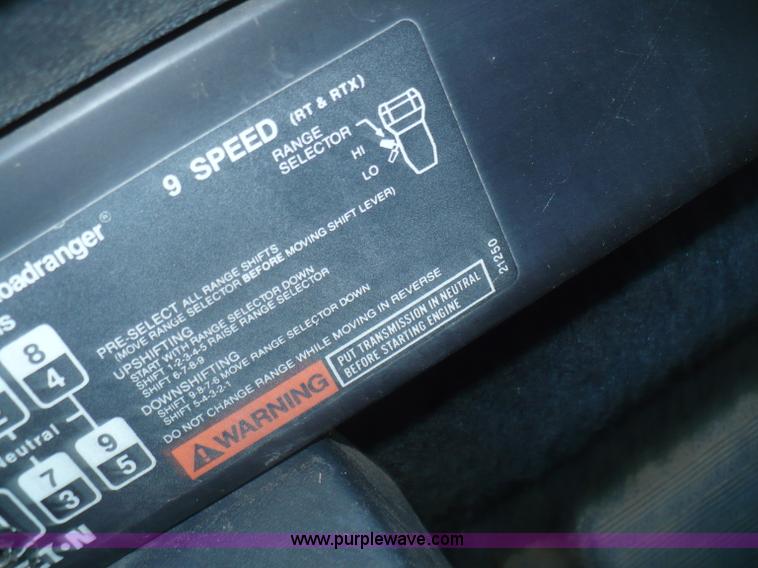 9 SPEED (RT & RTX)
RANGE
SELECTOR
HI
LO
oadranger®
PRE-SELECT ALL RANGE SHIFTS
(MOVE RANGE SELECTOR BEFORE MOVING SHIFT LEVER)
UPSHIFTING
START WITH RANGE SELECTOR DOWN
SHIFT 1-2-3-4-5 RAISE RANGE SELECTOR
SHIFT 6-7-8-9
DOWNSHIFTING
SHIFT 9-8-7-6 MOVE RANGE SELECTOR DOWN
SHIFT 5-4-3-2-1
DO NOT CHANGE RANGE WHILE MOVING IN REVERSE
WARNING
PUT TRANSMISSION IN NEUTRAL
BEFORE STARTING ENGINE
21250
8
4
Neutral
9
5
7
3
www.purplewave.com